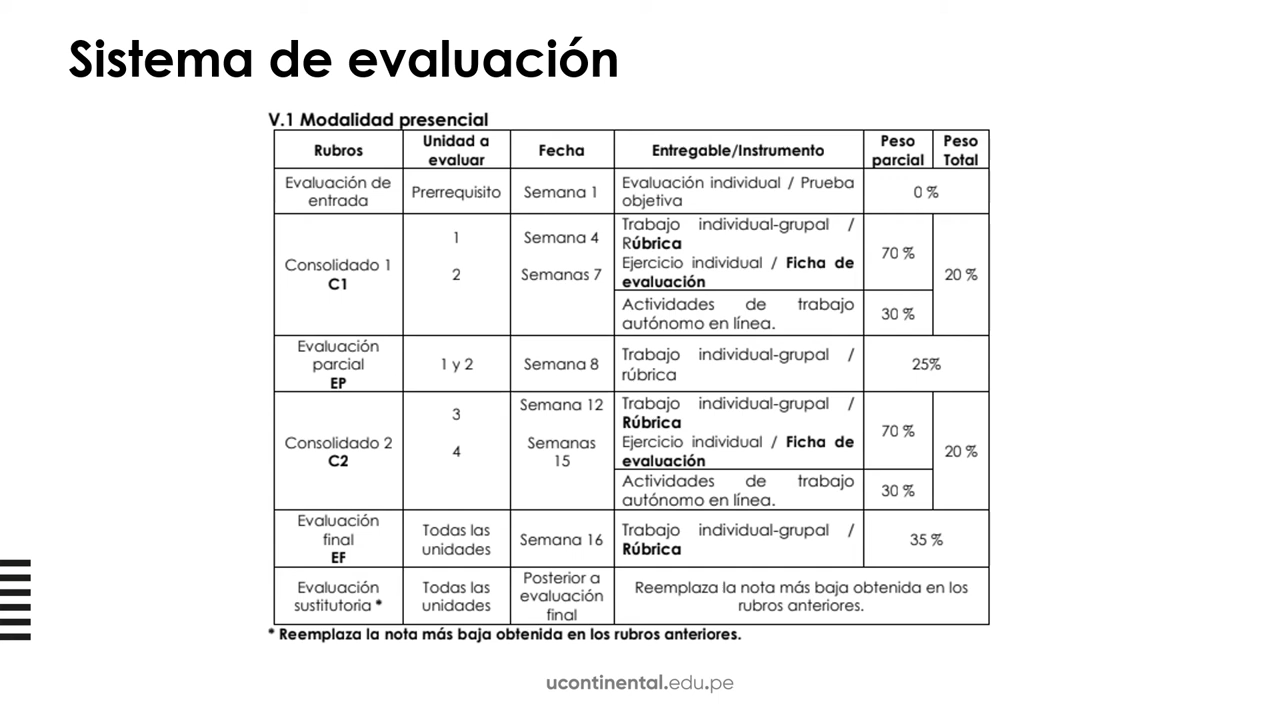 Sistema de evaluación
V.1 Modalidad presencial
Rubros
Unidad a
evaluar
Fecha
Entregable/Instrumento
Peso
parcial
Peso
Total
Evaluación de
entrada
Prerrequisito
Semana 1
Evaluación individual / Prueba
objetiva
0 %
Consolidado 1
C1
1
2
Semana 4
Semanas 7
Trabajo individual-grupal /
Rúbrica
Ejercicio individual / Ficha de
evaluación
70 %
Actividades de trabajo
autónomo en línea.
30 %
20 %
Evaluación
parcial
EP
1 y 2
Semana 8
Trabajo individual-grupal /
rúbrica
25%
Consolidado 2
C2
3
4
Semana 12
Semanas
15
Trabajo individual-grupal /
Rúbrica
Ejercicio individual / Ficha de
evaluación
70 %
Actividades de trabajo
autónomo en línea.
30 %
20 %
Evaluación
final
EF
Todas las
unidades
Semana 16
Trabajo individual-grupal /
Rúbrica
35 %
Evaluación
sustitutoria *
Todas las
unidades
Posterior a
evaluación
final
Reemplaza la nota más baja obtenida en los
rubros anteriores.
* Reemplaza la nota más baja obtenida en los rubros anteriores.
ucontinental.edu.pe